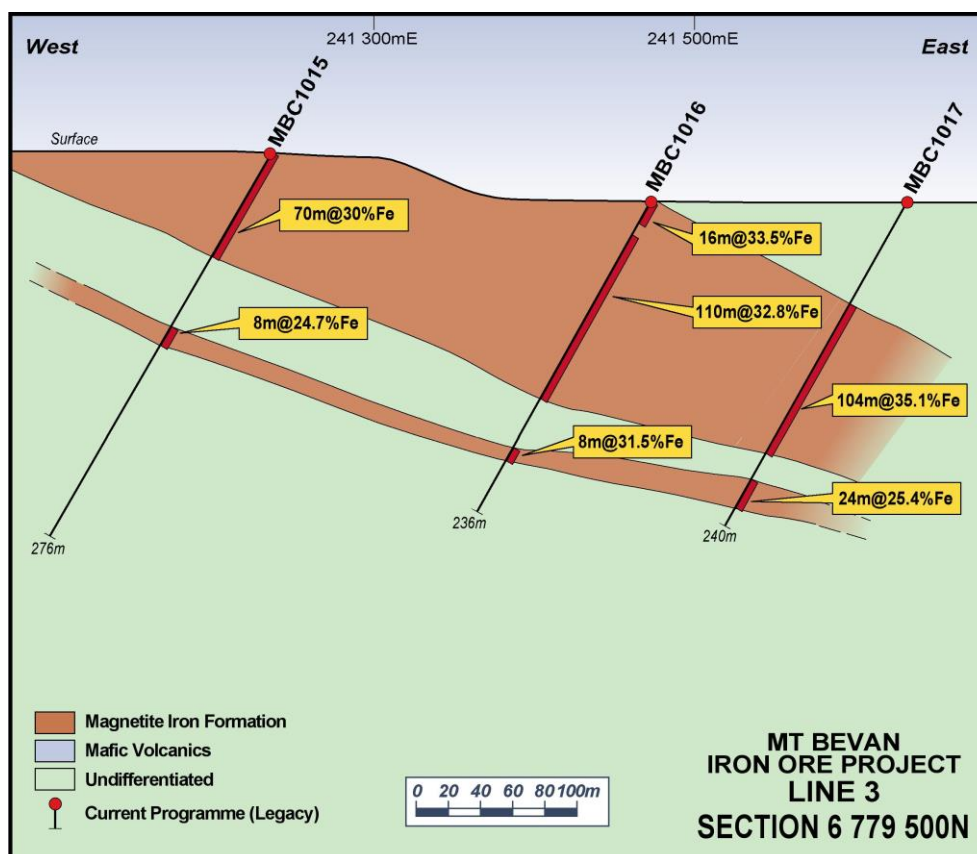 West
241 300mE
241 500mE
East
Surface
MBC1015
MBC1016
MBC1017
70m@30%Fe
16m@33.5%Fe
110m@32.8%Fe
8m@24.7%Fe
104m@35.1%Fe
8m@31.5%Fe
24m@25.4%Fe
276m
236m
240m
Magnetite Iron Formation
Mafic Volcanics
Undifferentiated
Current Programme (Legacy)
0 20 40 60 80 100m
MT BEVAN
IRON ORE PROJECT
LINE 3
SECTION 6 779 500N